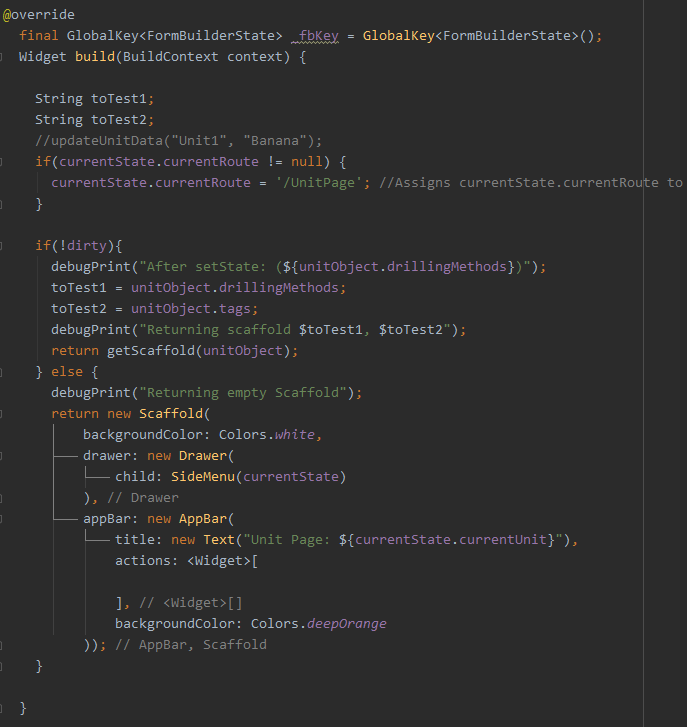 @override
  final GlobalKey<FormBuilderState> _fbKey = GlobalKey<FormBuilderState>();
  Widget build(BuildContext context) {
    String toTest1;
    String toTest2;
    //updateUnitData("Unit1", "Banana");
    if(currentState.currentRoute != null) {
      currentState.currentRoute = '/UnitPage'; //Assigns currentState.currentRoute to
    }
    if(!dirty){
      debugPrint("After setState: (${unitObject.drillingMethods})");
      toTest1 = unitObject.drillingMethods;
      toTest2 = unitObject.tags;
      debugPrint("Returning scaffold $toTest1, $toTest2");
      return getScaffold(unitObject);
    } else {
      debugPrint("Returning empty Scaffold");
      return new Scaffold(
          backgroundColor: Colors.white,
          drawer: new Drawer(
              child: SideMenu(currentState)
          ), // Drawer
          appBar: new AppBar(
              title: new Text("Unit Page: ${currentState.currentUnit}"),
              actions: <Widget>[
              ], // <Widget>[]
              backgroundColor: Colors.deepOrange
          )); // AppBar, Scaffold
    }
  }